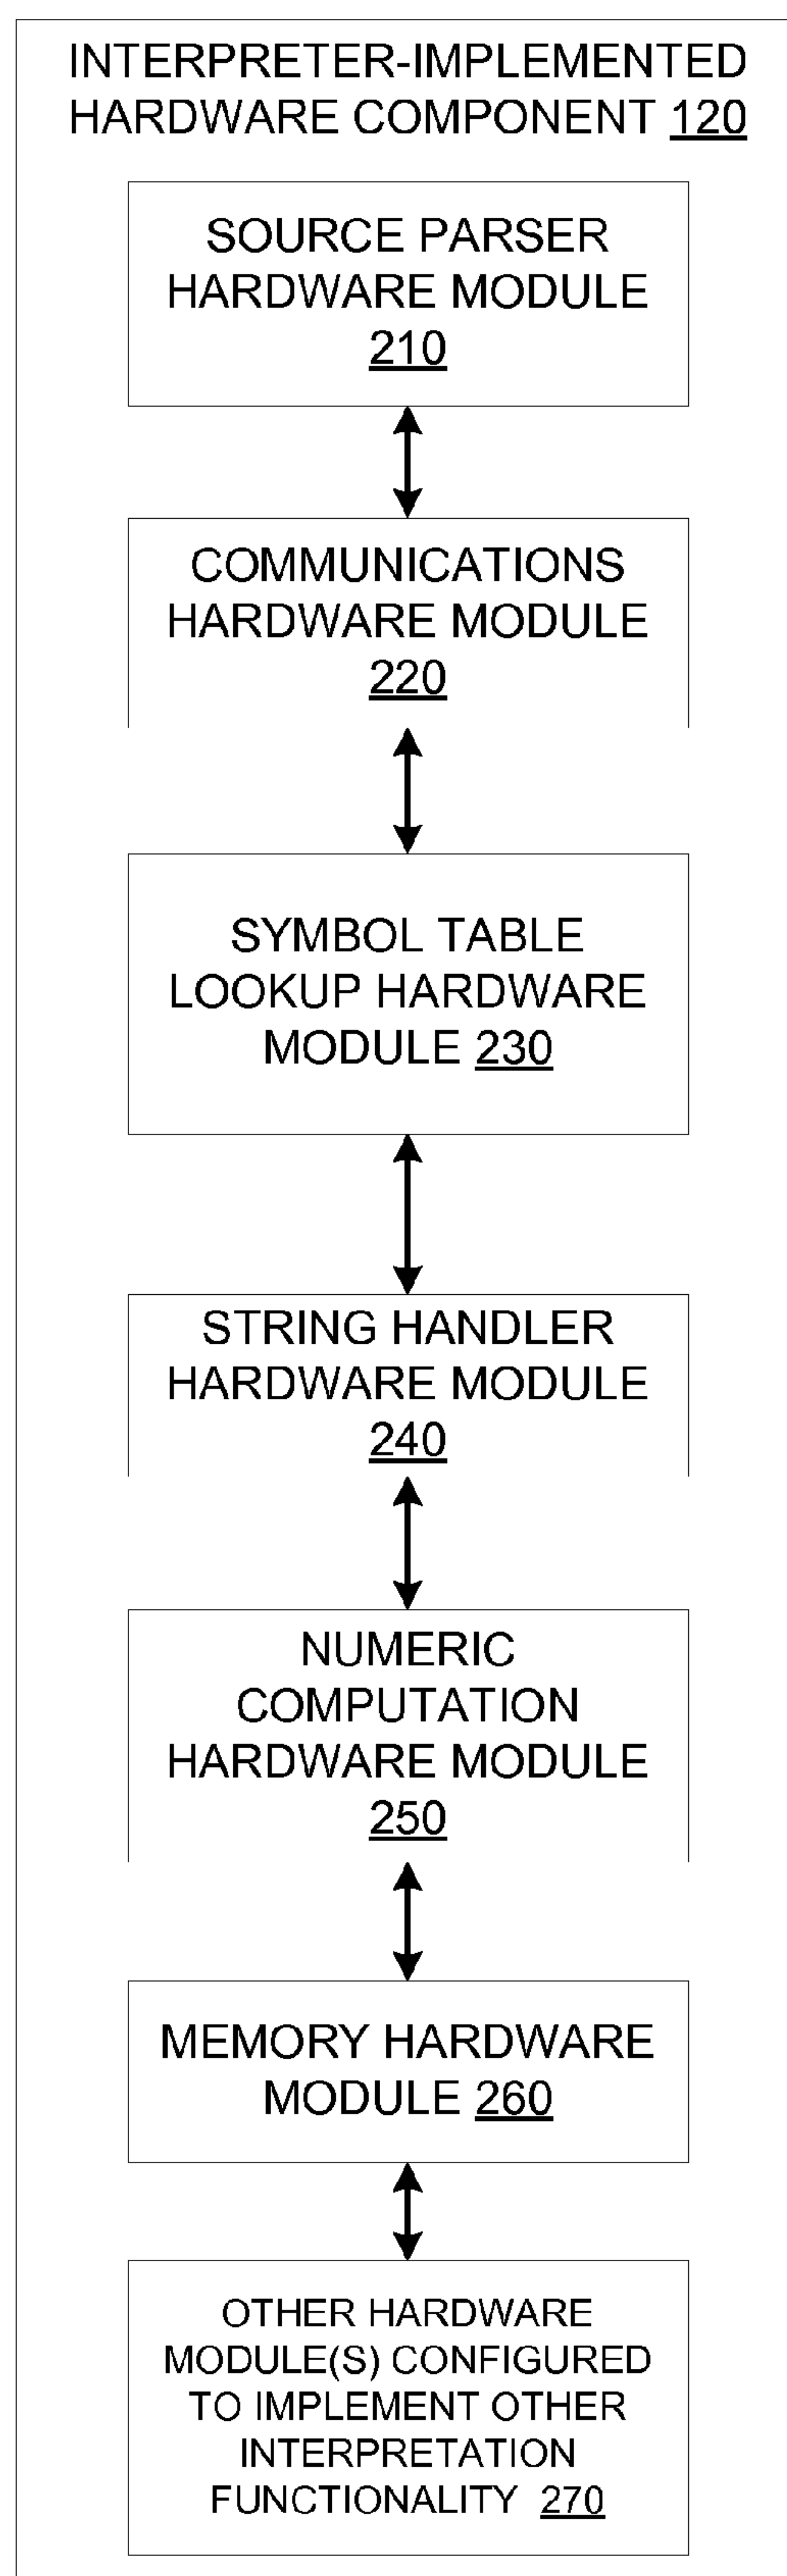 INTERPRETER-IMPLEMENTED
HARDWARE COMPONENT 120
SOURCE PARSER
HARDWARE MODULE
210
COMMUNICATIONS
HARDWARE MODULE
220
SYMBOL TABLE
LOOKUP HARDWARE
MODULE 230
STRING HANDLER
HARDWARE MODULE
240
NUMERIC
COMPUTATION
HARDWARE MODULE
250
MEMORY HARDWARE
MODULE 260
OTHER HARDWARE
MODULE(S) CONFIGURED
TO IMPLEMENT OTHER
INTERPRETATION
FUNCTIONALITY 270